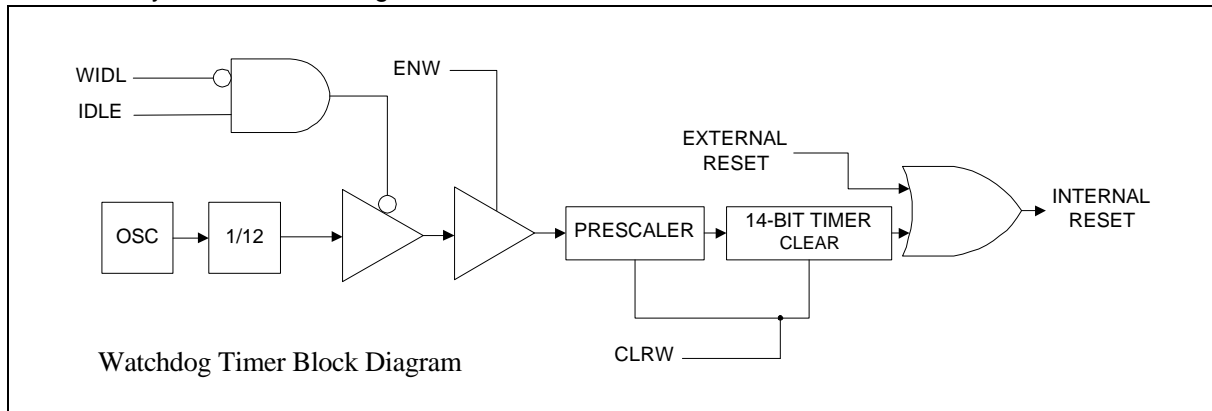 WIDL
IDLE
ENW
EXTERNAL
RESET
INTERNAL
RESET
OSC
1/12
PRESCALER
14-BIT TIMER
CLEAR
CLRW
Watchdog Timer Block Diagram